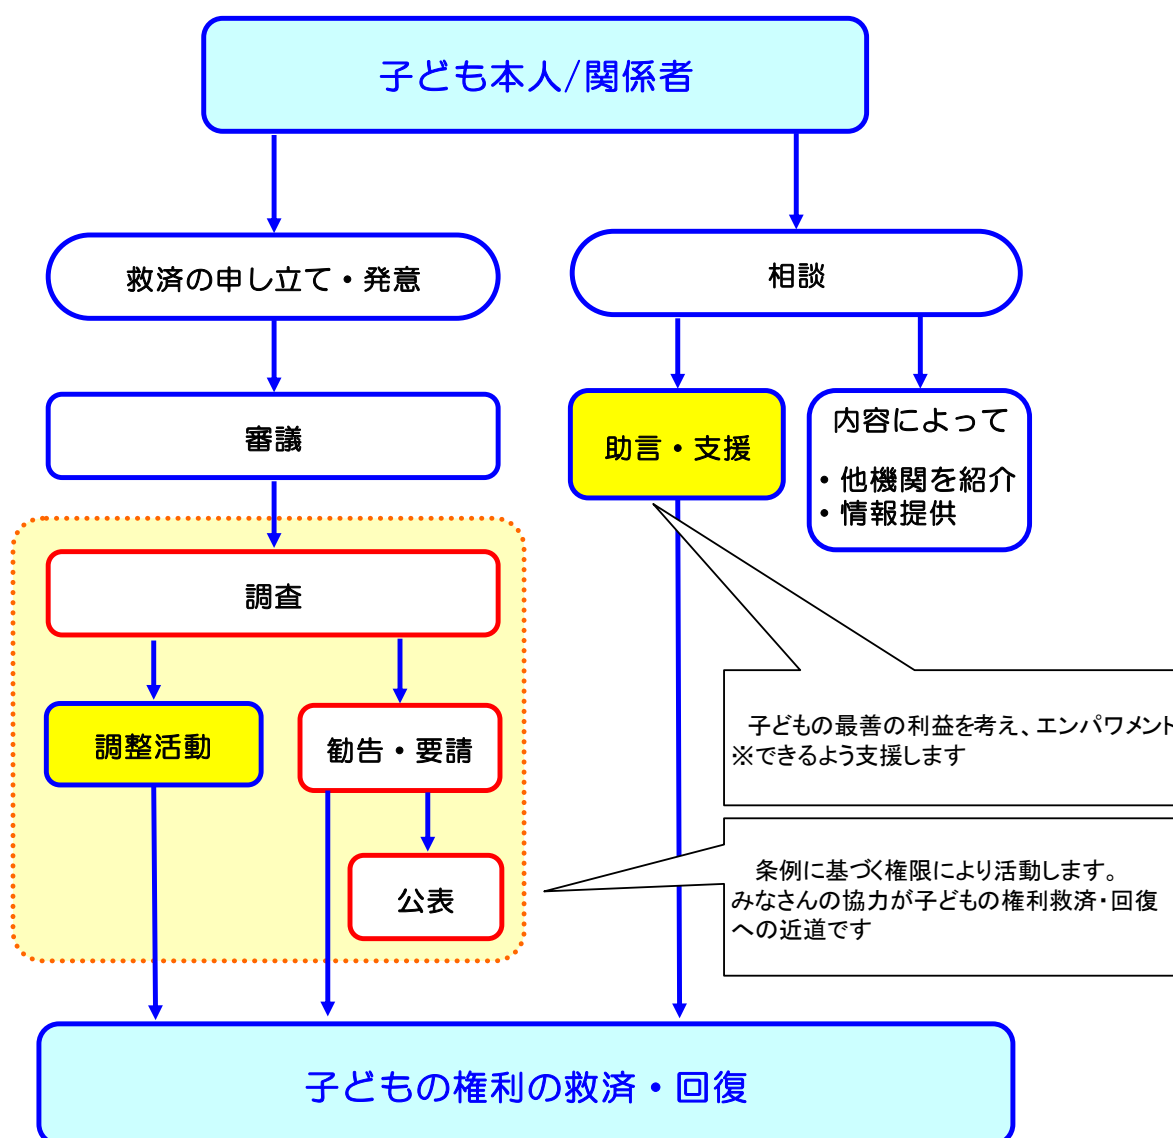 子ども本人/関係者
救済の申し立て・発意
相談
審議
助言・支援
内容によって
・他機関を紹介
・情報提供
調査
調整活動
勧告・要請
公表
子どもの最善の利益を考え、エンパワメント
※できるよう支援します
条例に基づく権限により活動します。
みなさんの協力が子どもの権利救済・回復
への近道です
子どもの権利の救済・回復